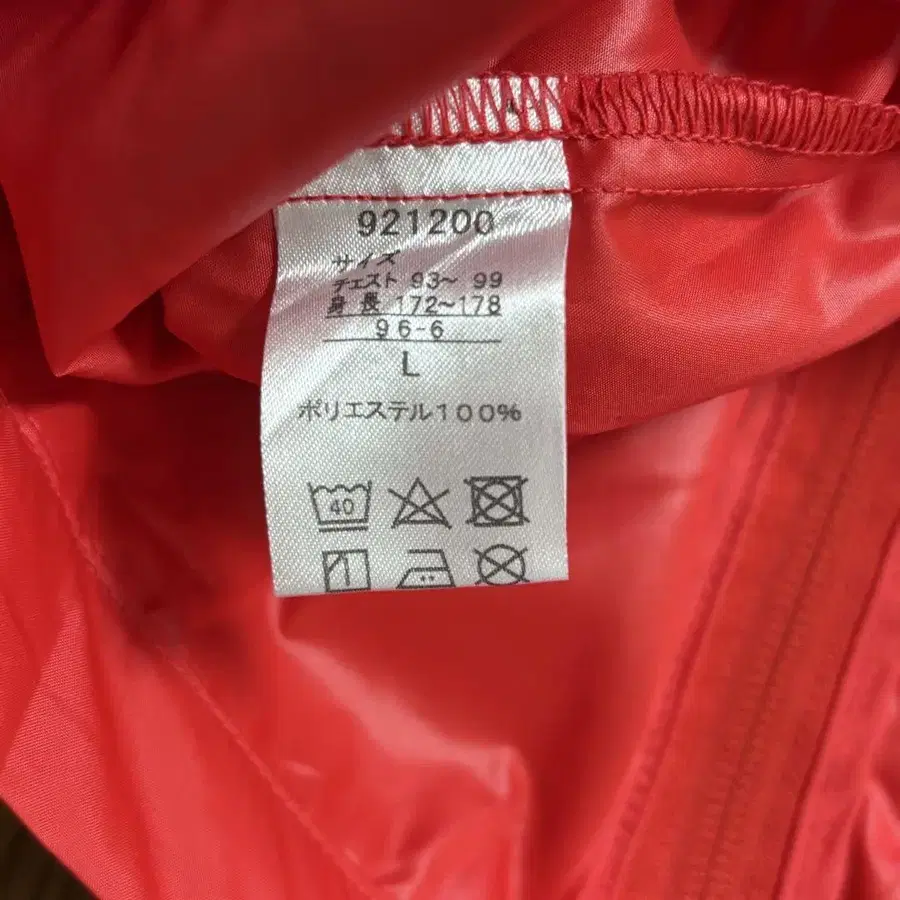 921200
サイズ
チェスト 93~ 99
身 長 172~178
96-6
L
ポリエステル100%
40